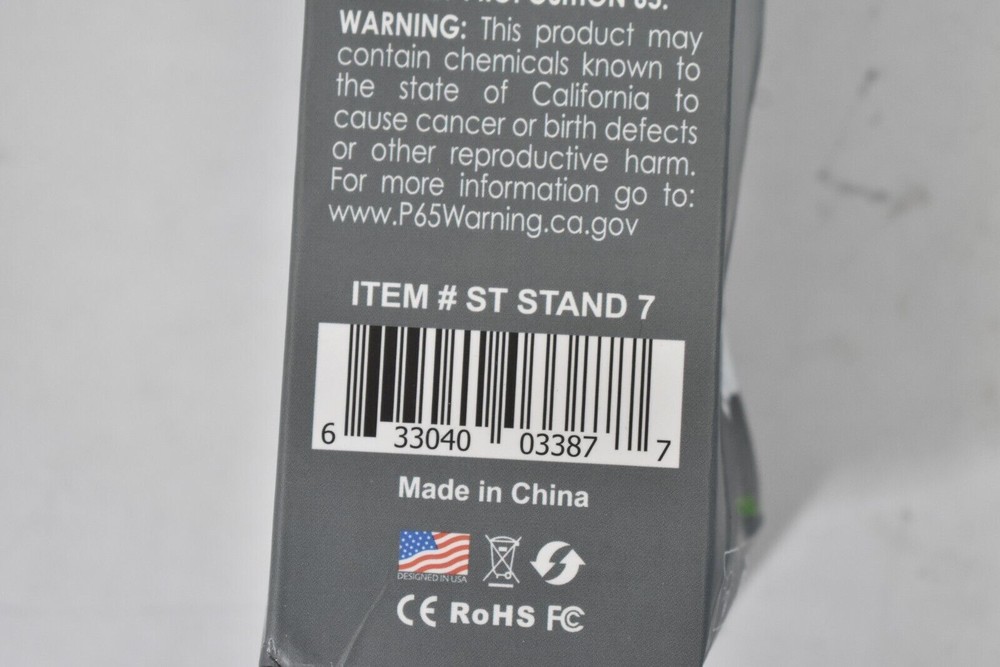 PROPOSITION 65:
WARNING: This product may
contain chemicals known to
the state of California to
cause cancer or birth defects
or other reproductive harm.
For more information go to:
www.P65Warning.ca.gov
ITEM # ST STAND 7
6 33040 03387 7
Made in China
DESIGNED IN USA
CE RoHS FC